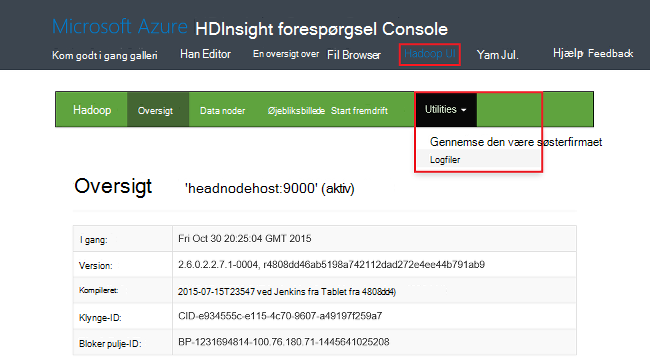 Microsoft Azure HDInsight forespørgsel Console
Kom godt i gang galleri Han Editor En oversigt over Fil Browser Hadoop UI Yam Jul. Hjælp Feedback
Hadoop Oversigt Data noder Øjebliksbillede Start fremdrift Utilities
Gennemse den være søsterfirmaet
Logfiler
Oversigt 'headnodehost:9000' (aktiv)
I gang: Fri Oct 30 20:25:04 GMT 2015
Version: 2.6.0.2.2.7.1-0004, r4808dd46ab5198a742112dad272e4ee44b791ab9
Kompileret: 2015-07-15T23547 ved Jenkins fra Tablet fra 4808dd4)
Klynge-ID: CID-e934555c-e115-4c70-9607-a49197f259a7
Bloker pulje-ID: BP-1231694814-100.76.180.71-1445641025208